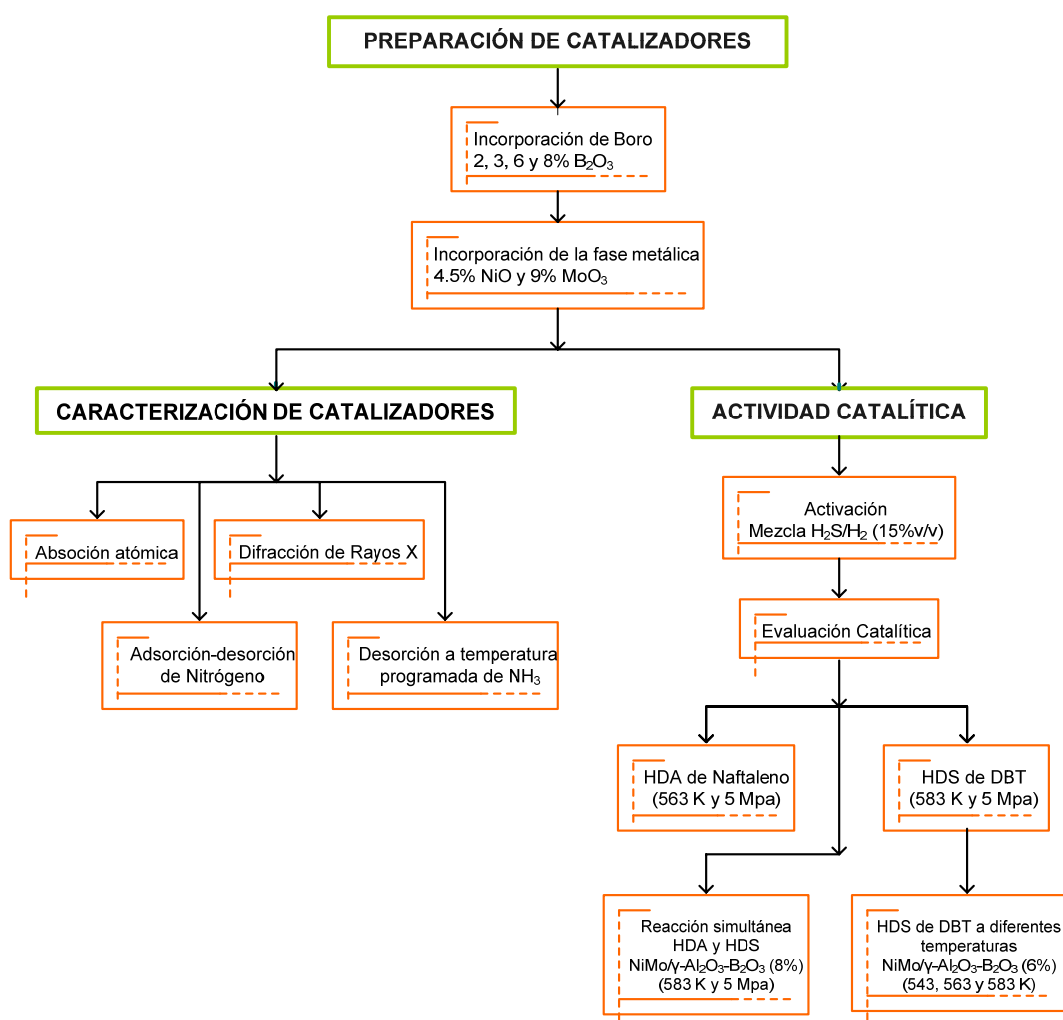 PREPARACIÓN DE CATALIZADORES
Incorporación de Boro
2, 3, 6 y 8% B₂O₃
Incorporación de la fase metálica
4.5% NiO y 9% MoO₃
CARACTERIZACIÓN DE CATALIZADORES
ACTIVIDAD CATALÍTICA
Absoción atómica
Difracción de Rayos X
Adsorción-desorción
de Nitrógeno
Desorción a temperatura
programada de NH₃
Activación
Mezcla H₂S/H₂ (15%v/v)
Evaluación Catalítica
HDA de Naftaleno
(563 K y 5 Mpa)
HDS de DBT
(583 K y 5 Mpa)
Reacción simultánea
HDA y HDS
NiMo/γ-Al₂O₃-B₂O₃ (8%)
(583 K y 5 Mpa)
HDS de DBT a diferentes
temperaturas
NiMo/γ-Al₂O₃-B₂O₃ (6%)
(543, 563 y 583 K)